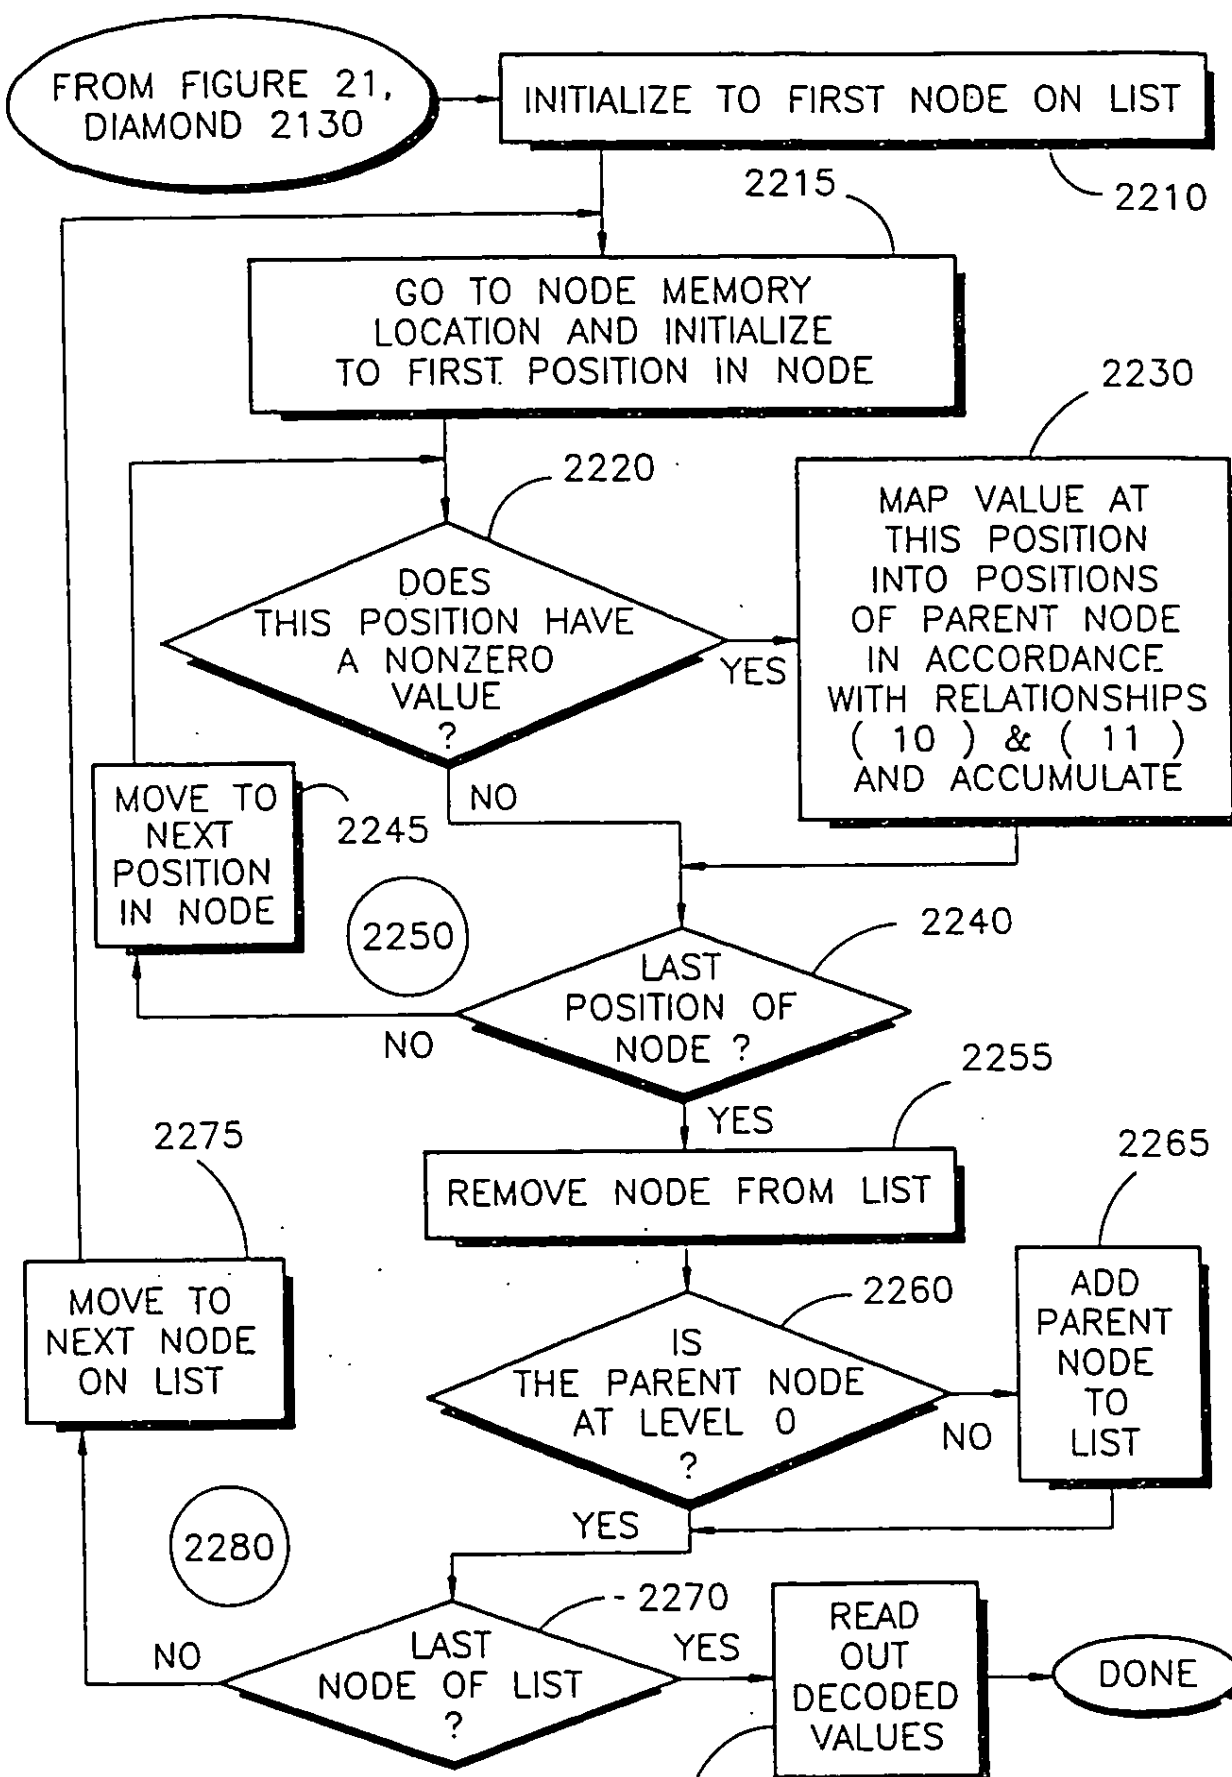 FROM FIGURE 21,
DIAMOND 2130
INITIALIZE TO FIRST NODE ON LIST
2210
2215
GO TO NODE MEMORY
LOCATION AND INITIALIZE
TO FIRST POSITION IN NODE
2220
DOES
THIS POSITION HAVE
A NONZERO
VALUE
?
YES
NO
2230
MAP VALUE AT
THIS POSITION
INTO POSITIONS
OF PARENT NODE
IN ACCORDANCE
WITH RELATIONSHIPS
( 10 ) & ( 11 )
AND ACCUMULATE
MOVE TO
NEXT
POSITION
IN NODE
2245
2250
2240
LAST
POSITION OF
NODE ?
NO
YES
2255
REMOVE NODE FROM LIST
2260
IS
THE PARENT NODE
AT LEVEL 0
?
NO
YES
2265
ADD
PARENT
NODE
TO
LIST
2275
MOVE TO
NEXT NODE
ON LIST
2280
2270
LAST
NODE OF LIST
?
NO
YES
READ
OUT
DECODED
VALUES
DONE